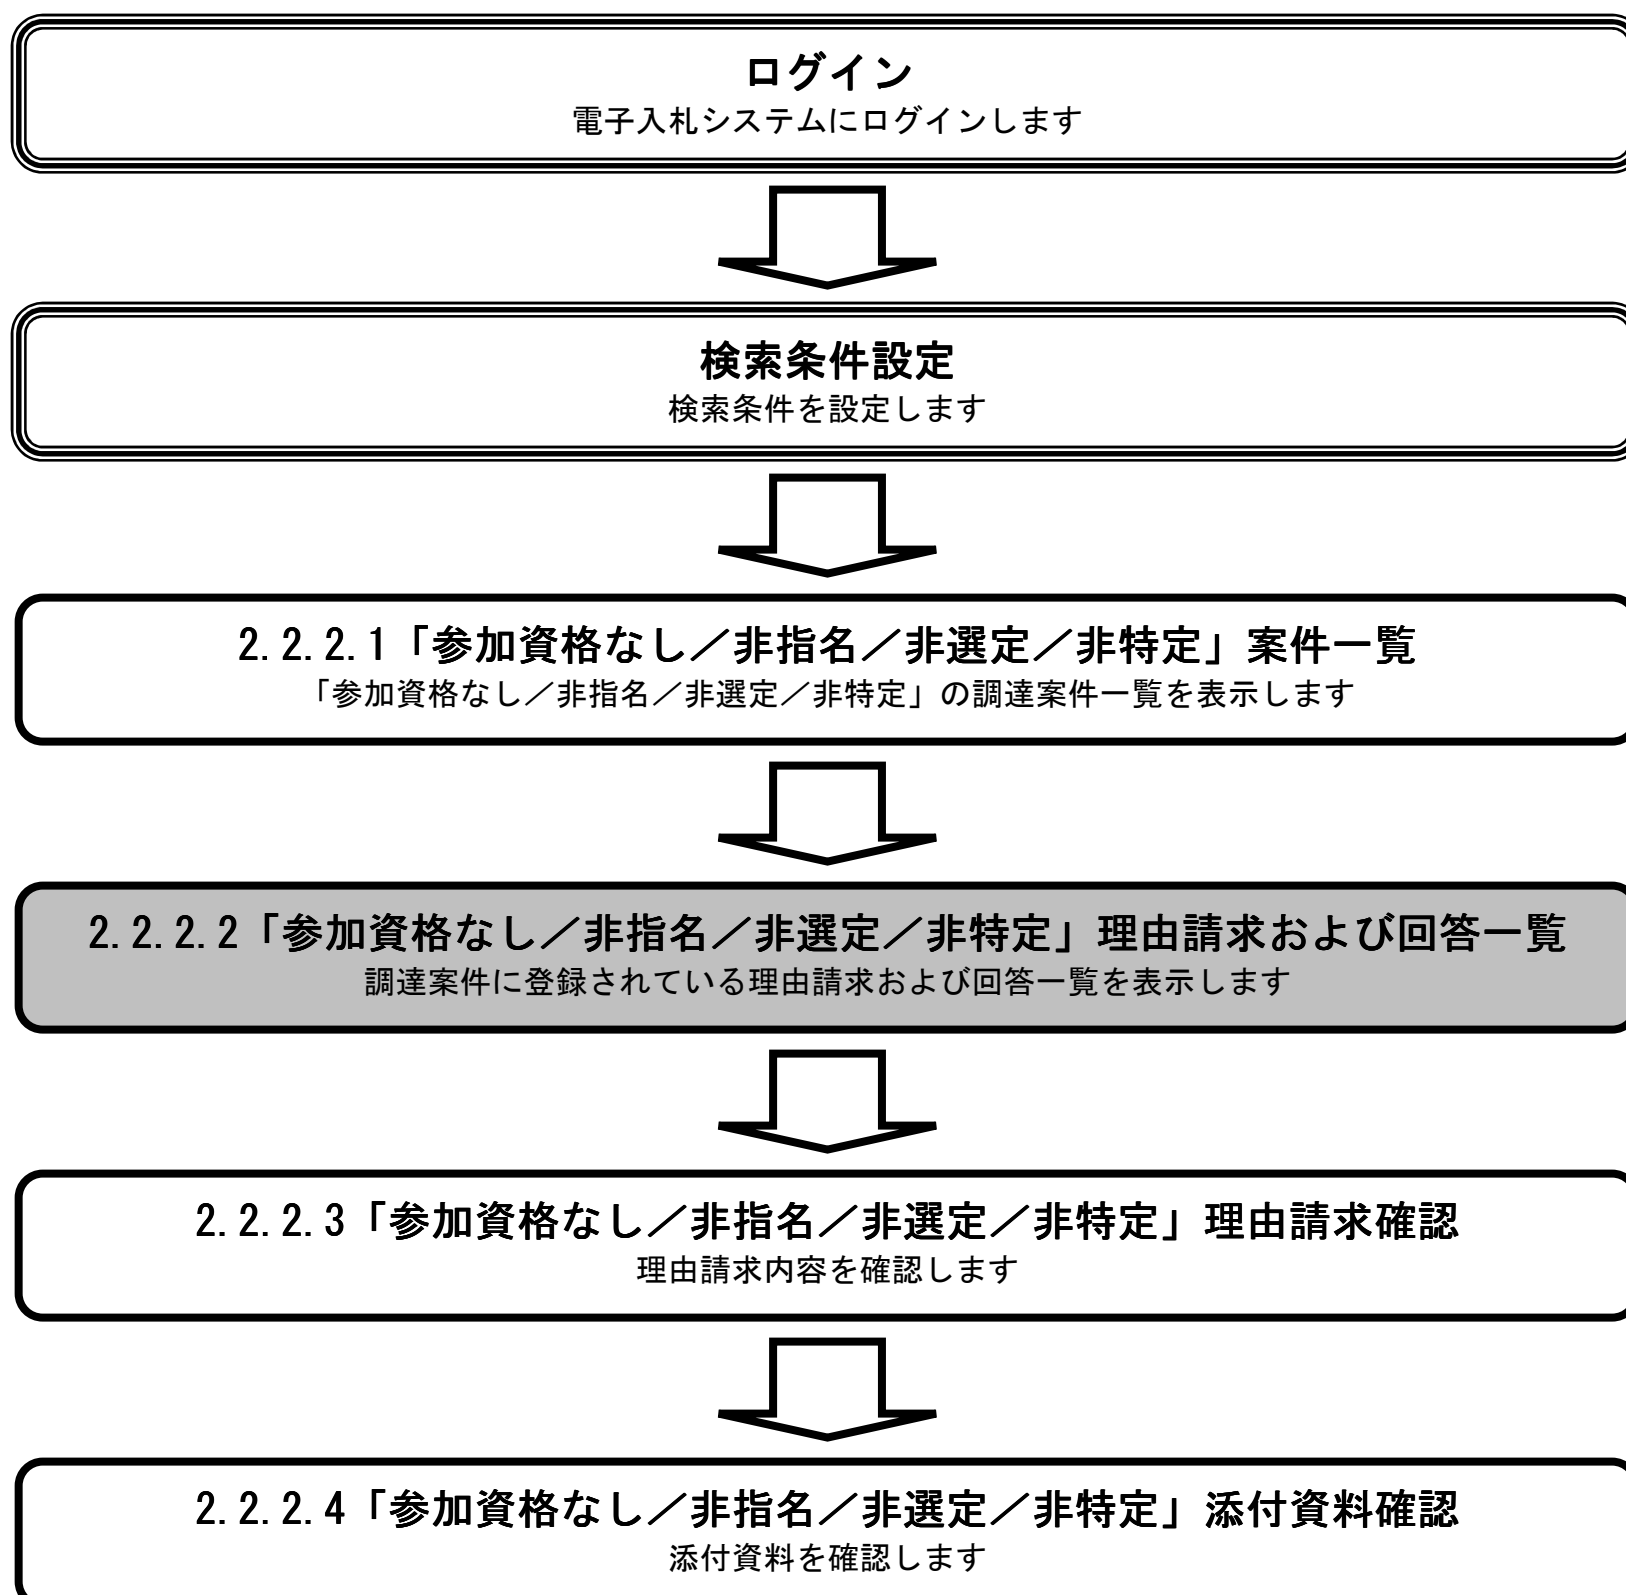 ログイン
電子入札システムにログインします
検索条件設定
検索条件を設定します
2.2.2.1「参加資格なし／非指名／非選定／非特定」案件一覧
「参加資格なし／非指名／非選定／非特定」の調達案件一覧を表示します
2.2.2.2「参加資格なし／非指名／非選定／非特定」理由請求および回答一覧
調達案件に登録されている理由請求および回答一覧を表示します
2.2.2.3「参加資格なし／非指名／非選定／非特定」理由請求確認
理由請求内容を確認します
2.2.2.4「参加資格なし／非指名／非選定／非特定」添付資料確認
添付資料を確認します